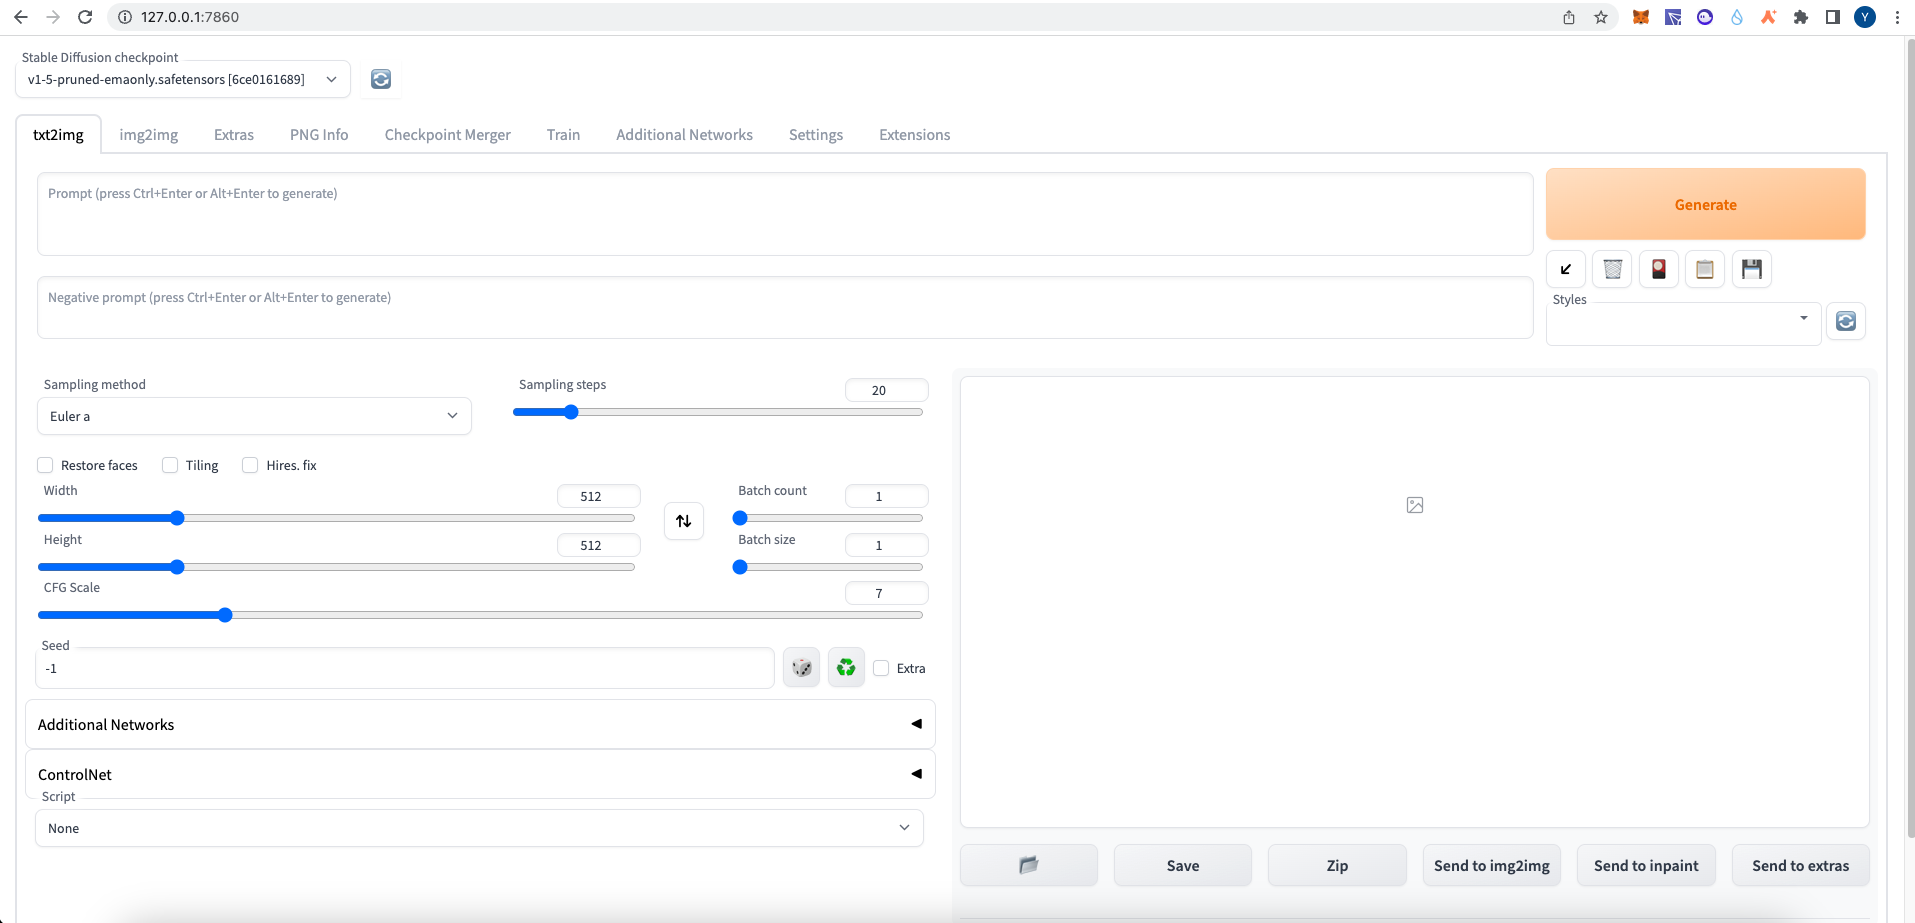 127.0.0.1:7860
Y
Stable Diffusion checkpoint
v1-5-pruned-emaonly.safetensors [6ce0161689]
txt2img img2img Extras PNG Info Checkpoint Merger Train Additional Networks Settings Extensions
Prompt (press Ctrl+Enter or Alt+Enter to generate)
Generate
Negative prompt (press Ctrl+Enter or Alt+Enter to generate)
Styles
Sampling method
Euler a
Sampling steps
20
Restore faces Tiling Hires. fix
Width
512
Batch count
1
Height
512
Batch size
1
CFG Scale
7
Seed
-1
Extra
Additional Networks
ControlNet
Script
None
Save Zip Send to img2img Send to inpaint Send to extras